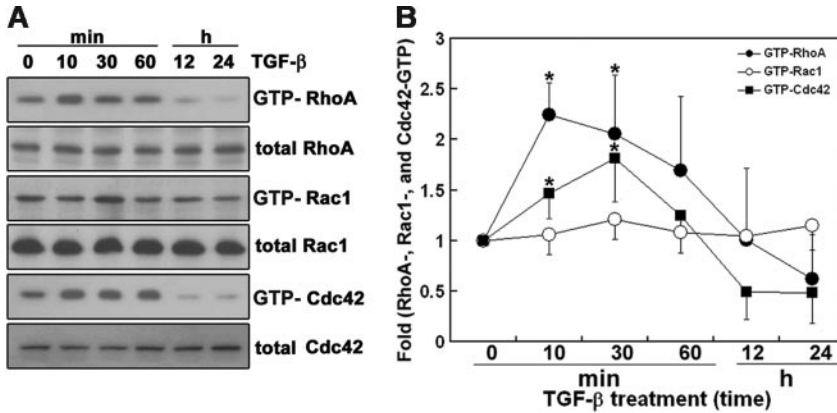 A
min h
0 10 30 60 12 24 TGF-β
GTP- RhoA
total RhoA
GTP- Rac1
total Rac1
GTP- Cdc42
total Cdc42
B
Fold (RhoA-, Rac1-, and Cdc42-GTP)
3
2.5
2
1.5
1
0.5
0
GTP-RhoA
GTP-Rac1
GTP-Cdc42
* *
* *
0 10 30 60 12 24
min h
TGF-β treatment (time)